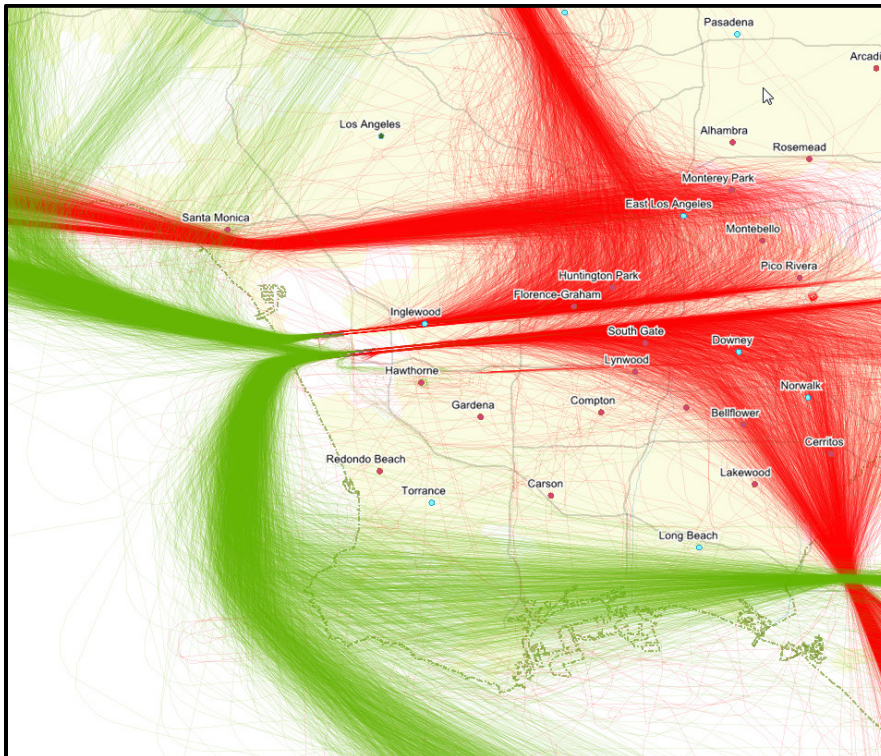 Pasadena
Arcadi
Los Angeles
Alhambra
Rosemead
Monterey Park
Santa Monica
East Los Angeles
Montebello
Pico Rivera
Huntington Park
Florence-Graham
Inglewood
South Gate
Downey
Lynwood
Hawthorne
Norwalk
Gardena
Compton
Bellflower
Cerritos
Redondo Beach
Lakewood
Torrance
Carson
Long Beach